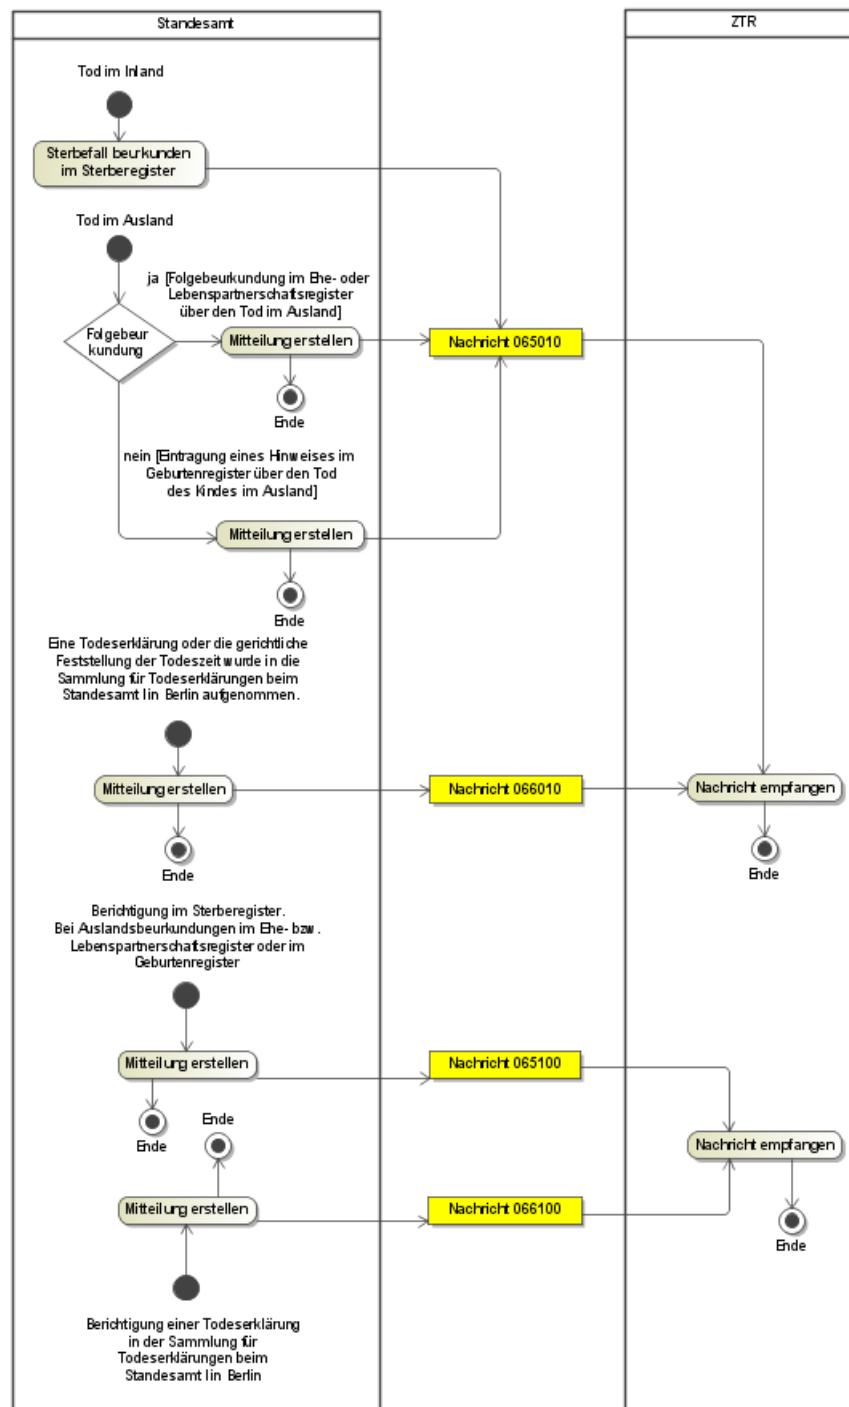 Standesamt
ZTR
Tod im Inland
Sterbefall beurkunden
im Sterberegister
Tod im Ausland
ja [Folgebeurkundung im Ehe- oder
Lebenspartnerschaftsregister
über den Tod im Ausland]
Folgebeur
kundung
Mitteilung erstellen
Nachricht 065010
Ende
nein [Eintragung eines Hinweises im
Geburtenregister über den Tod
des Kindes im Ausland]
Mitteilung erstellen
Ende
Eine Todeserklärung oder die gerichtliche
Feststellung der Todeszeit wurde in die
Sammlung für Todeserklärungen beim
Standesamt I in Berlin aufgenommen.
Mitteilung erstellen
Nachricht 066010
Nachricht empfangen
Ende
Ende
Berichtigung im Sterberegister.
Bei Auslandsbeurkundungen im Ehe- bzw.
Lebenspartnerschaftsregister oder im
Geburtenregister
Mitteilung erstellen
Nachricht 065100
Ende
Ende
Nachricht empfangen
Mitteilung erstellen
Nachricht 066100
Ende
Berichtigung einer Todeserklärung
in der Sammlung für
Todeserklärungen beim
Standesamt I in Berlin